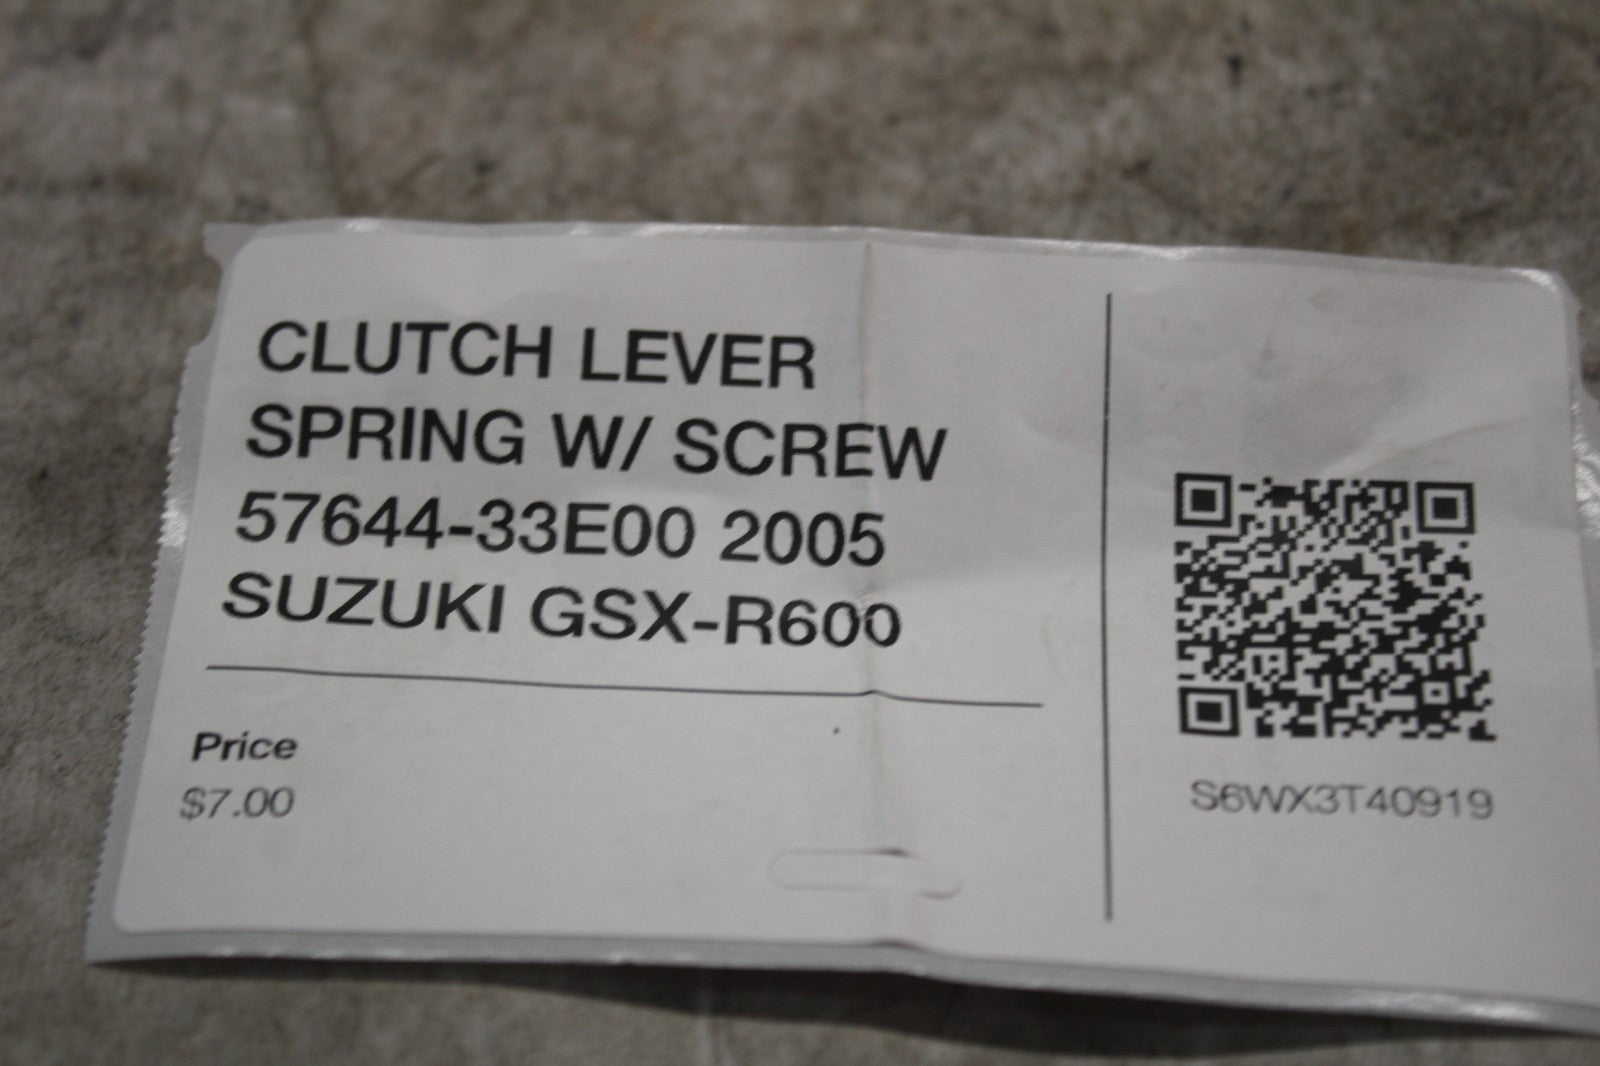 CLUTCH LEVER
SPRING W/ SCREW
57644-33E00 2005
SUZUKI GSX-R600
Price
$7.00
S6WX3T40919